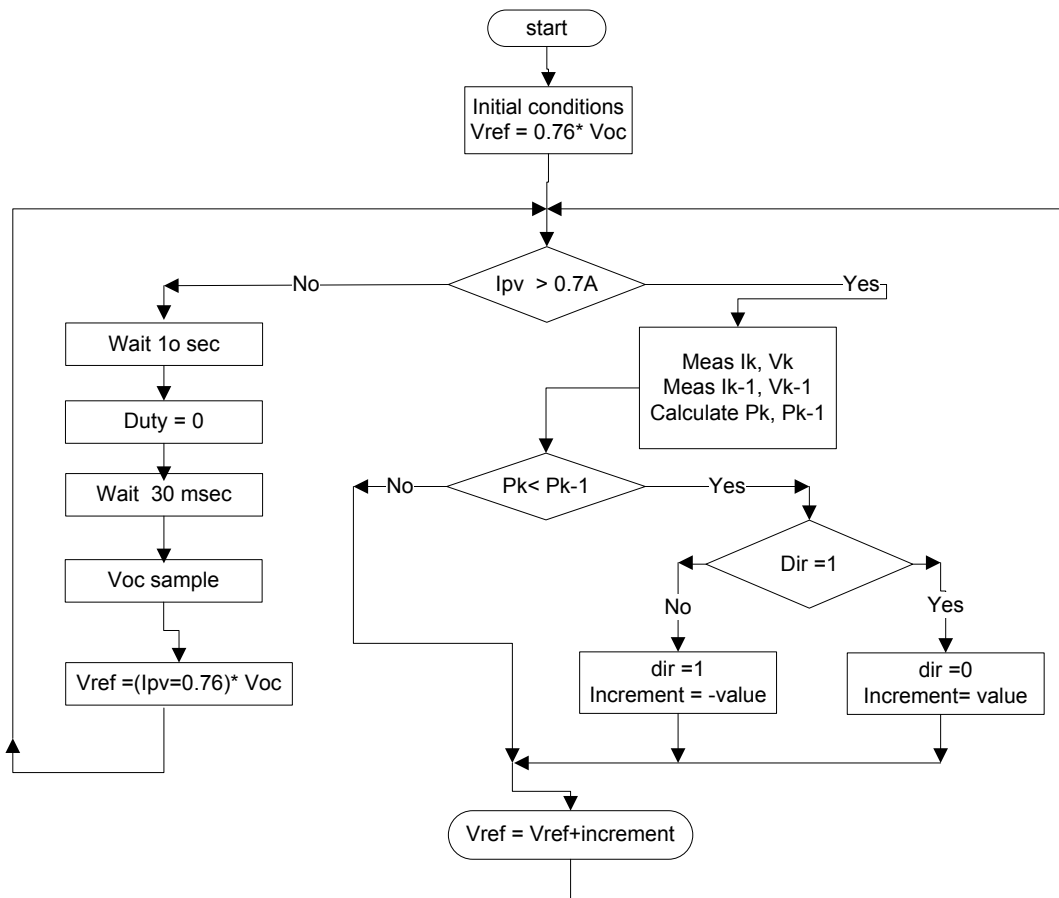 start
Initial conditions
Vref = 0.76* Voc
Ipv > 0.7A
No
Yes
Wait 1o sec
Duty = 0
Wait 30 msec
Voc sample
Vref =(Ipv=0.76)* Voc
Meas Ik, Vk
Meas Ik-1, Vk-1
Calculate Pk, Pk-1
Pk< Pk-1
No
Yes
Dir =1
No
Yes
dir =1
Increment = -value
dir =0
Increment= value
Vref = Vref+increment